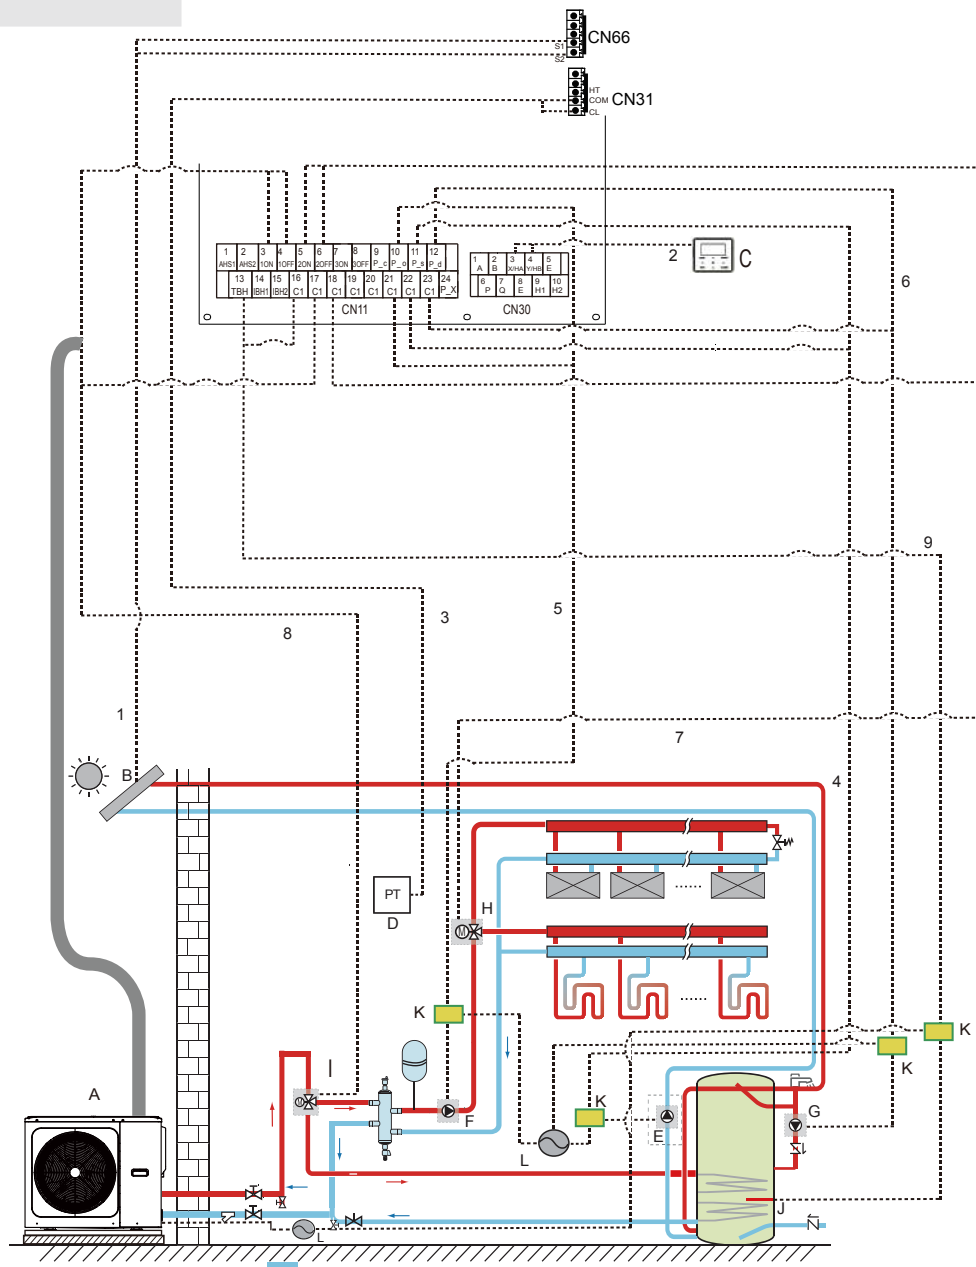 CN66
S1
S2
HT
COM
CL
CN31
1 2 3 4 5 6 7 8 9 10 11 12
AHS1 AHS2 1ON 1OFF 2ON 2OFF 3ON 3OFF P_c P_o P_s P_d
13 14 15 16 17 18 19 20 21 22 23 24
TBH IBH1 IBH2 C1 C1 C1 C1 C1 C1 C1 C1 P_X
CN11
1 2 3 4 5
A B X/HA Y/HB E
6 7 8 9 10
P Q E H1 H2
CN30
2
C
6
9
5
3
8
1
7
4
B
PT
D
H
M
K
K
K
I
M
F
K
E
G
A
L
J
L